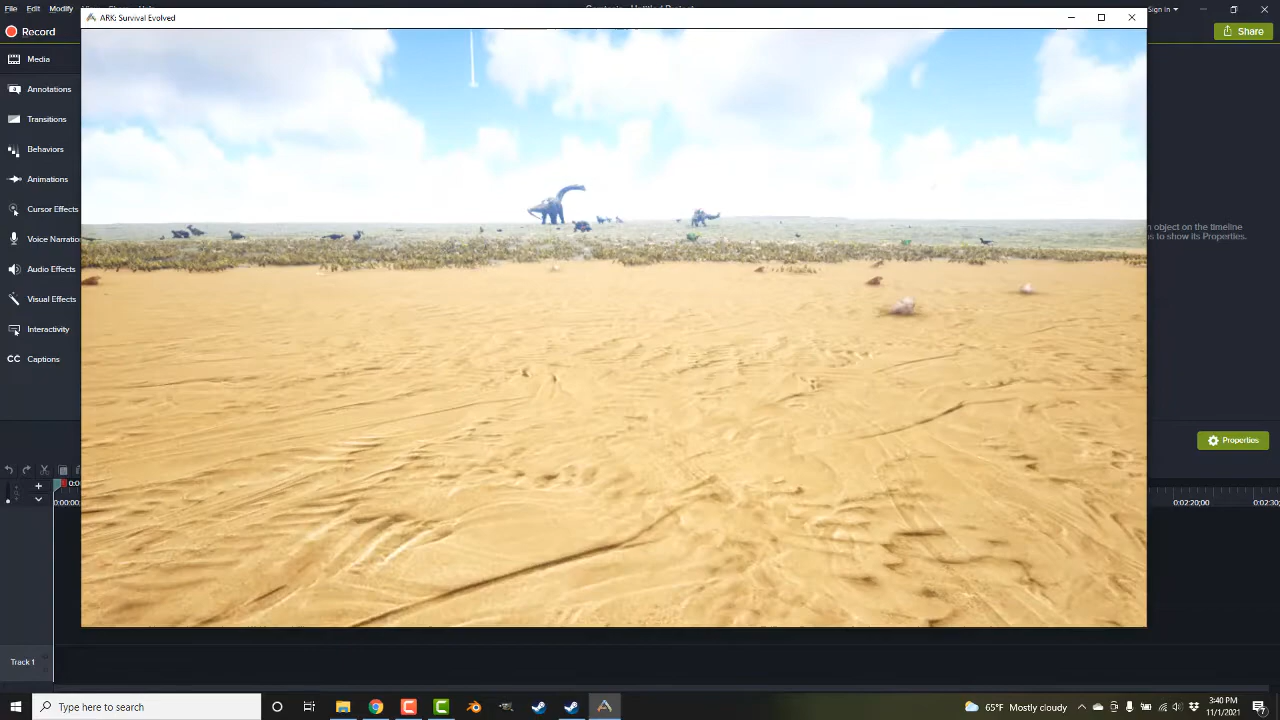 File Edit Modify
Sign In
ARK: Survival Evolved
Record
Share
Media
Annotations
Transitions
Behaviors
Animations
Cursor Effects
Voice Narratio
Audio Effects
Visual Effects
Interactivity
CC Captions
n object on the timeline
s to show its Properties.
Properties
0:0
0:00:00
0:02:20;00
0:02:30;
Track 1
Type here to search
65°F Mostly cloudy
3:40 PM
11/1/2021